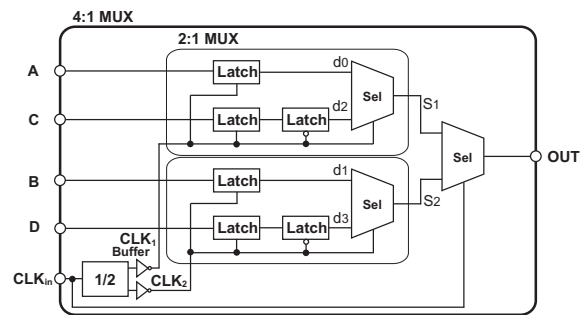 4:1 MUX
2:1 MUX
A
Latch
d0
Sel
S1
C
Latch
Latch
d2
Sel
OUT
B
Latch
d1
Sel
S2
D
Latch
Latch
d3
CLK1
Buffer
CLKin
1/2
CLK2